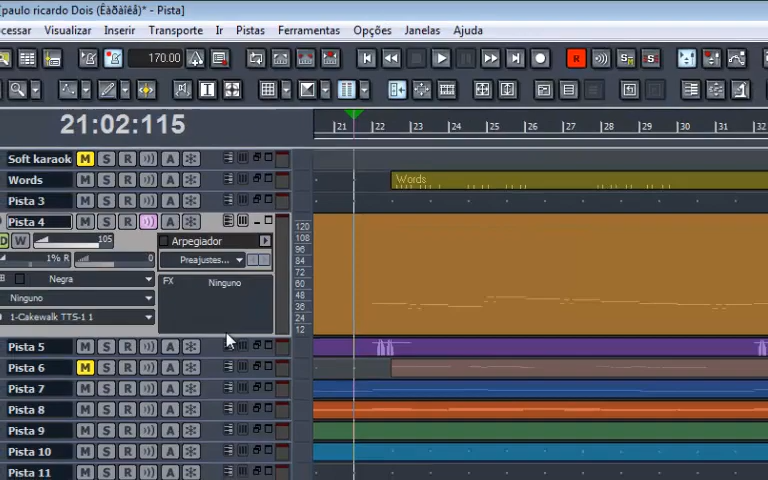 [paulo ricardo Dois (Êàðàîêå)* - Pista]
cessar Visualizar Inserir Transporte Ir Pistas Ferramentas Opções Janelas Ajuda
170.00 R S S
21:02:115 21 22 23 24 25 26 27 28 29 30 31 32
Soft karaok M S R A
Words M S R A Words
Pista 3 M S R A
Pista 4 M S R A
W 105 Arpegiador 120
108
1% R 0 Preajustes... 96
84
Negra FX Ninguno 72
60
Ninguno 48
36
1-Cakewalk TTS-1 1 24
12
Pista 5 M S R A
Pista 6 M S R A
Pista 7 M S R A
Pista 8 M S R A
Pista 9 M S R A
Pista 10 M S R A
Pista 11 M S R A